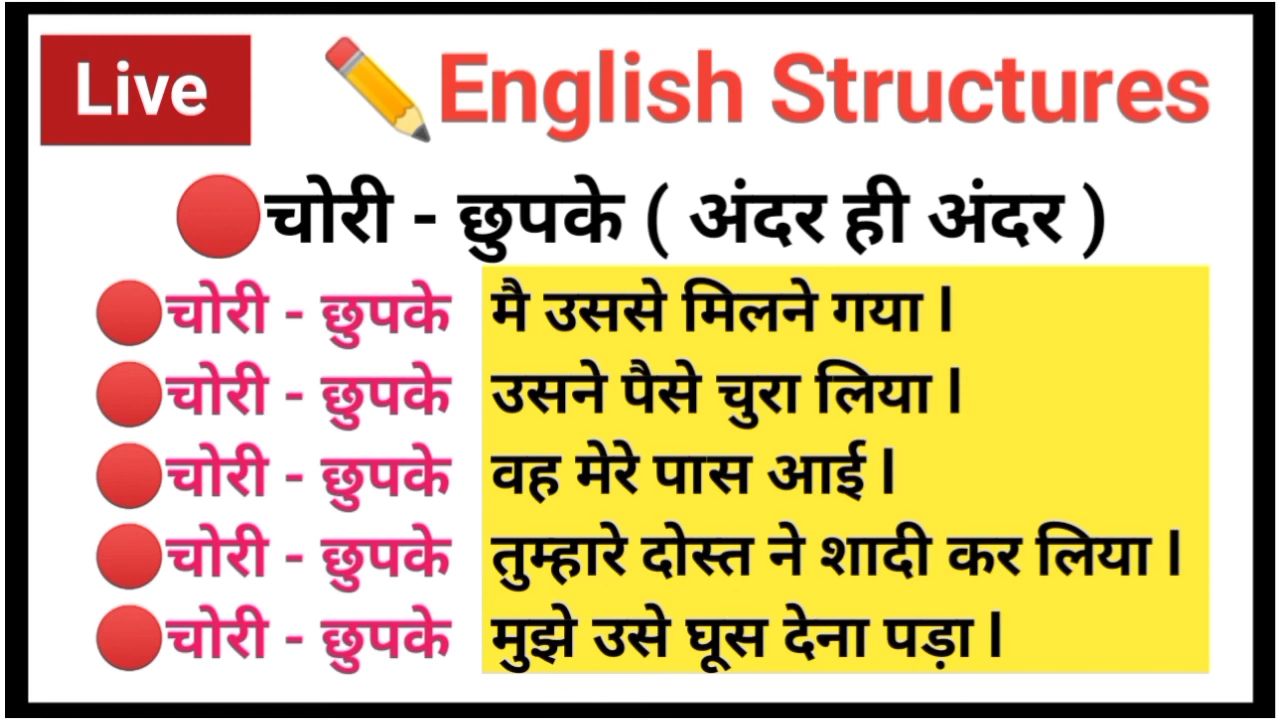 Live
English Structures
चोरी - छुपके ( अंदर ही अंदर )
चोरी - छुपके मै उससे मिलने गया l
चोरी - छुपके उसने पैसे चुरा लिया l
चोरी - छुपके वह मेरे पास आई l
चोरी - छुपके तुम्हारे दोस्त ने शादी कर लिया l
चोरी - छुपके मुझे उसे घूस देना पड़ा l